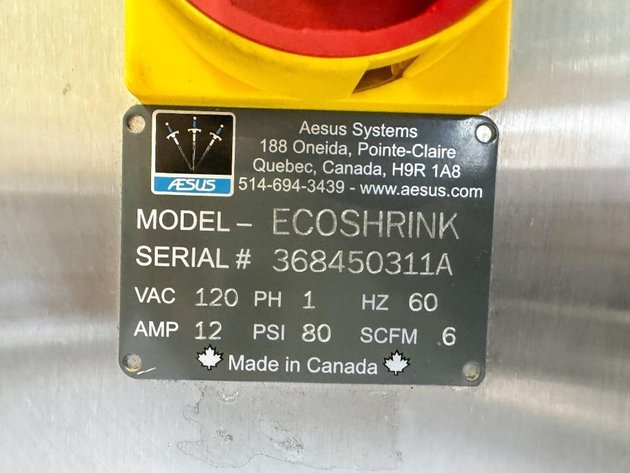 Aesus Systems
188 Oneida, Pointe-Claire
Quebec, Canada, H9R 1A8
514-694-3439 - www.aesus.com
ÆSUS
MODEL – ECOSHRINK
SERIAL # 368450311A
VAC 120 PH 1 HZ 60
AMP 12 PSI 80 SCFM .6
Made in Canada